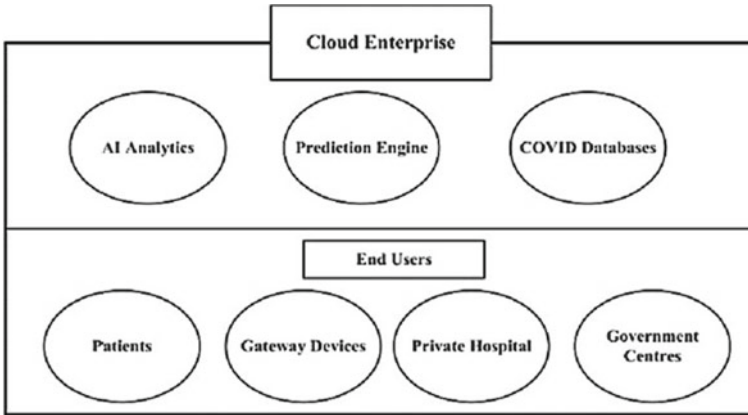 Cloud Enterprise
AI Analytics
Prediction Engine
COVID Databases
End Users
Patients
Gateway Devices
Private Hospital
Government
Centres